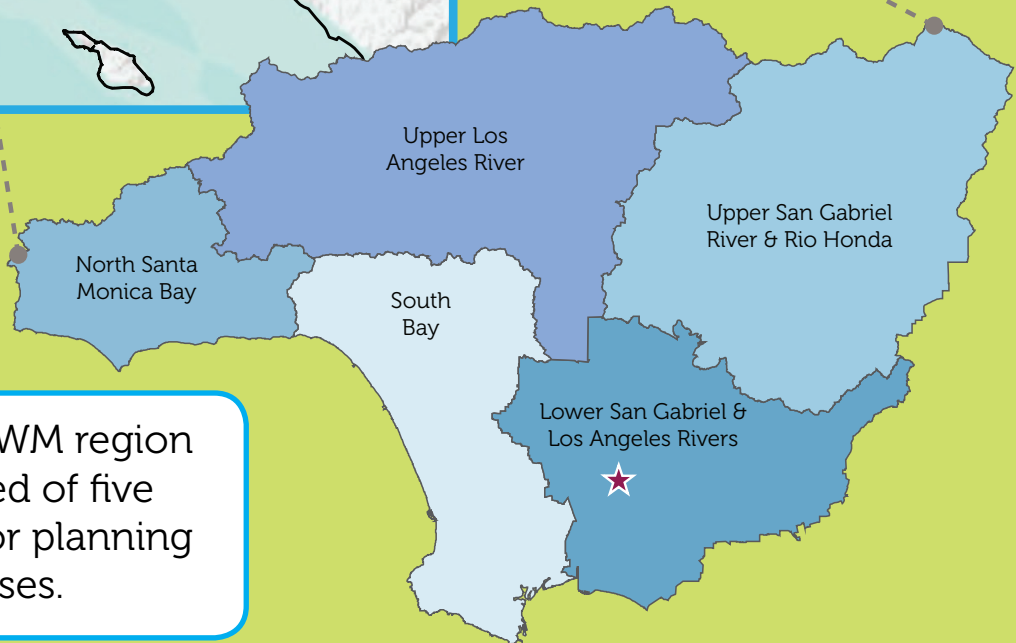 Upper Los
Angeles River
Upper San Gabriel
River & Rio Honda
North Santa
Monica Bay
South
Bay
Lower San Gabriel &
Los Angeles Rivers
WM region
ed of five
or planning
ses.